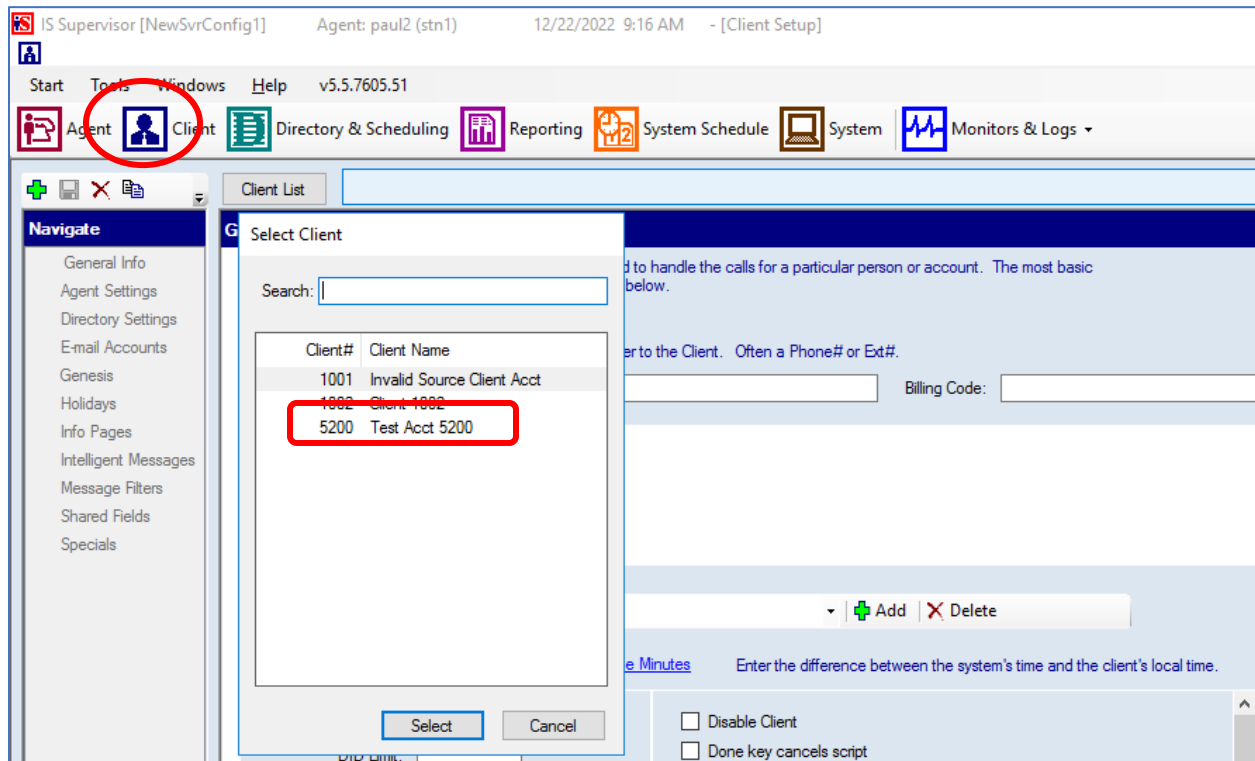 IS Supervisor [NewSvrConfig1] Agent: paul2 (stn1) 12/22/2022 9:16 AM - [Client Setup]
Start Tools Windows Help v5.5.7605.51
Agent Client Directory & Scheduling Reporting System Schedule System Monitors & Logs
Client List
Navigate
General Info
Agent Settings
Directory Settings
E-mail Accounts
Genesis
Holidays
Info Pages
Intelligent Messages
Message Filters
Shared Fields
Specials
G
Select Client
Search:
Client# Client Name
1001 Invalid Source Client Acct
1002 Client 1002
5200 Test Acct 5200
Select Cancel
d to handle the calls for a particular person or account. The most basic
below.
er to the Client. Often a Phone# or Ext#.
Billing Code:
Add Delete
e Minutes Enter the difference between the system's time and the client's local time.
Disable Client
Done key cancels script